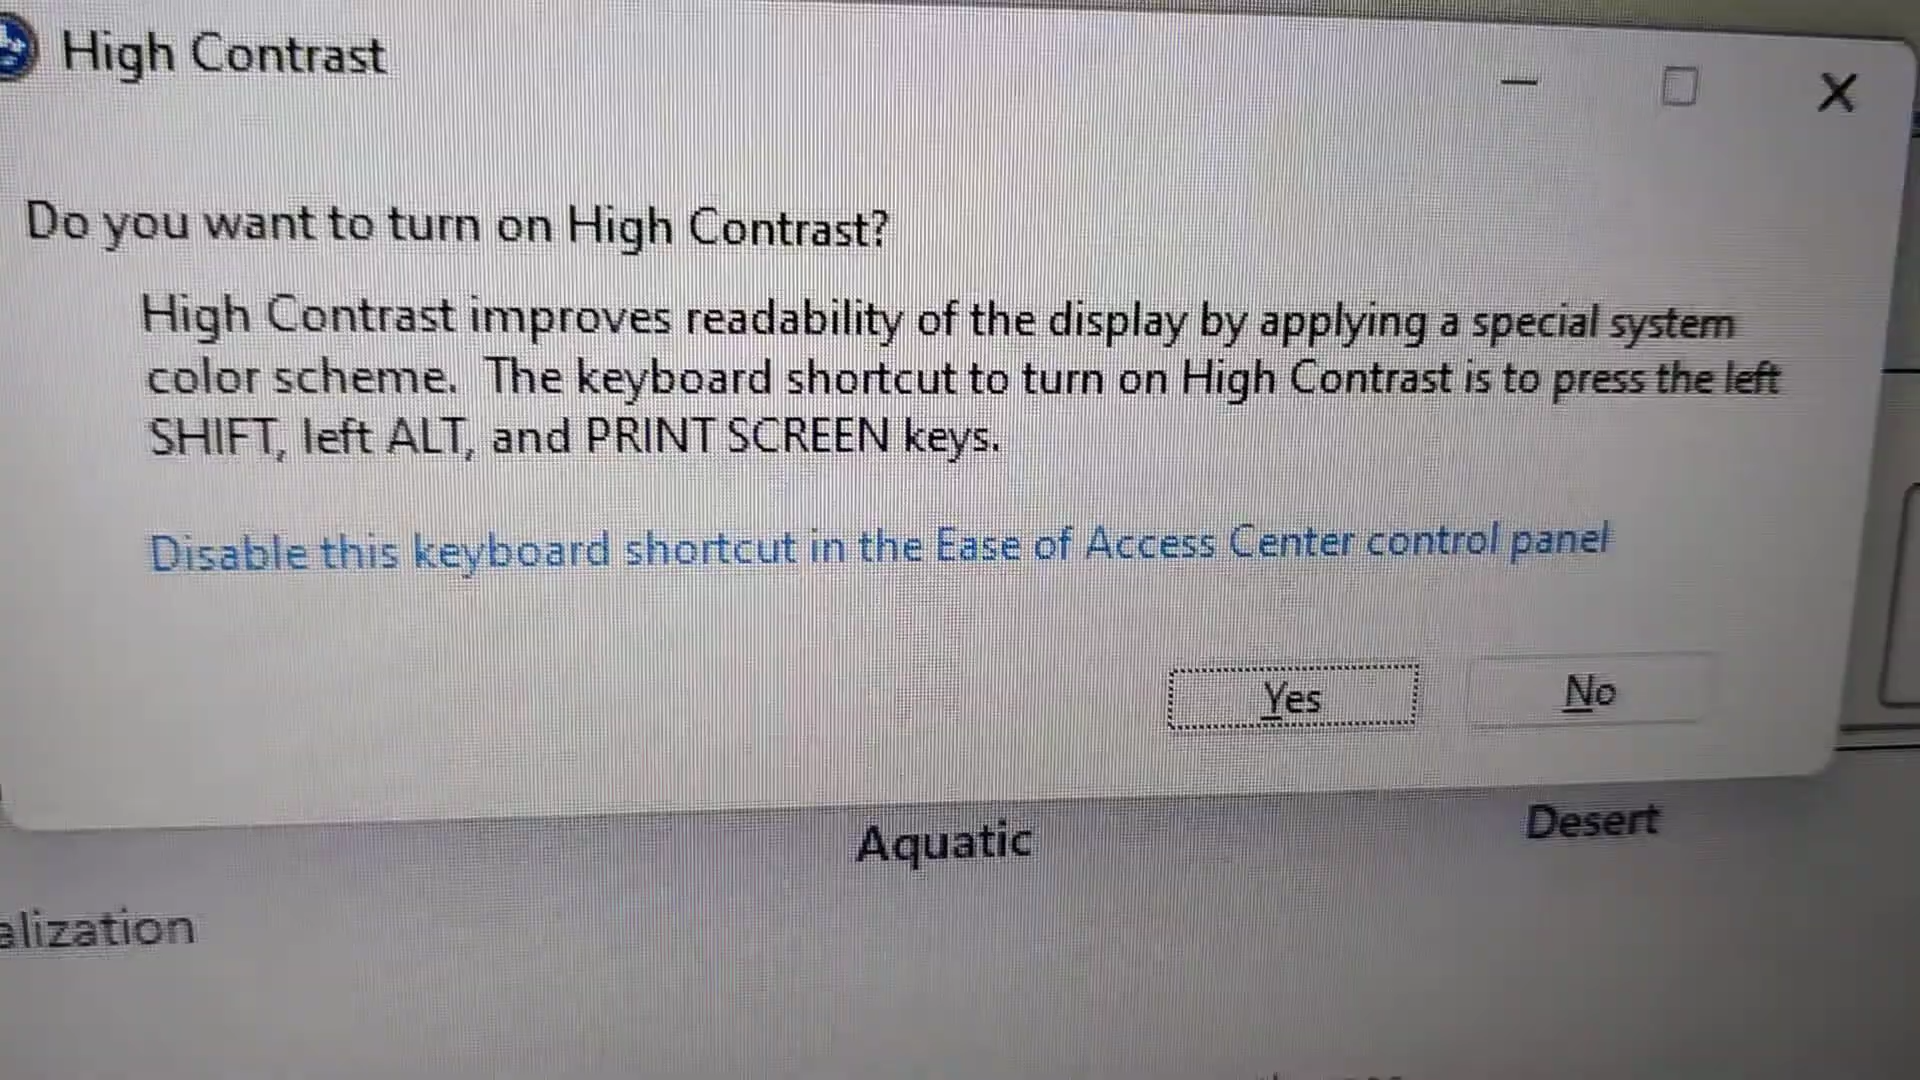 High Contrast
Do you want to turn on High Contrast?
High Contrast improves readability of the display by applying a special system
color scheme. The keyboard shortcut to turn on High Contrast is to press the left
SHIFT, left ALT, and PRINT SCREEN keys.
Disable this keyboard shortcut in the Ease of Access Center control panel
Yes No
Aquatic Desert
alization